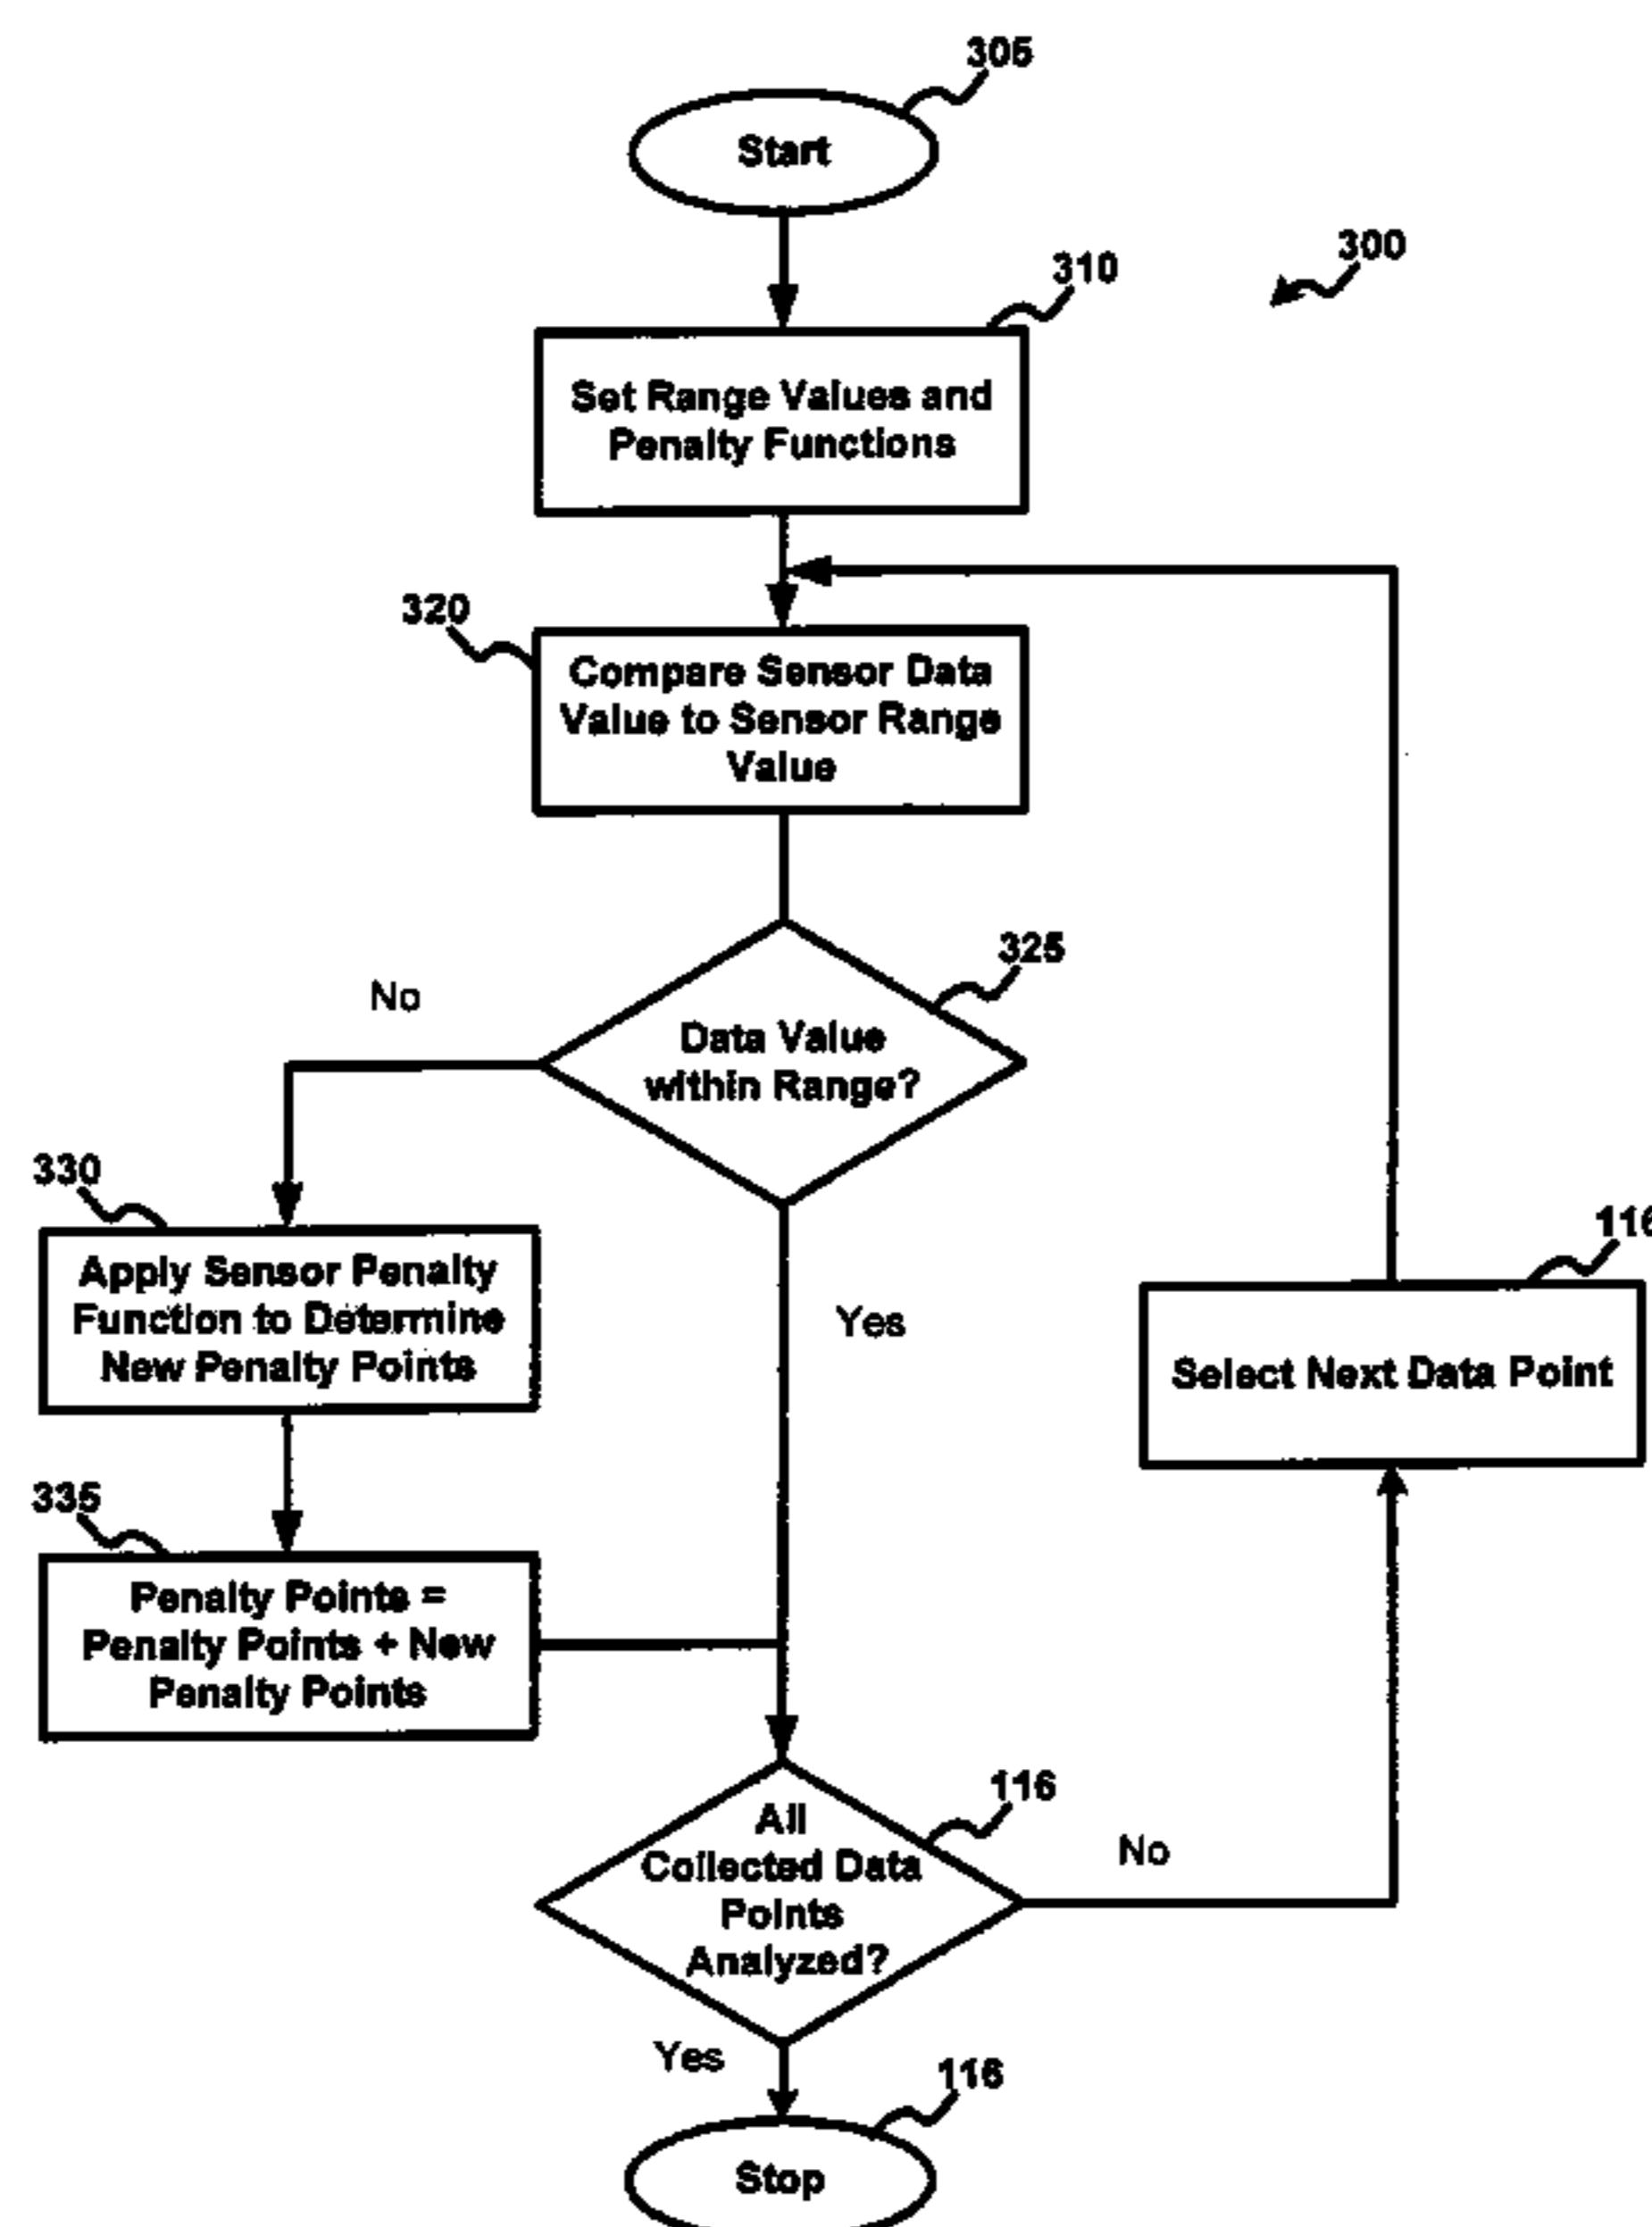 305
Start
300
310
Set Range Values and
Penalty Functions
320
Compare Sensor Data
Value to Sensor Range
Value
325
No
Data Value
within Range?
330
116
Apply Sensor Penalty
Function to Determine
New Penalty Points
Yes
Select Next Data Point
335
Penalty Points =
Penalty Points + New
Penalty Points
116
All
Collected Data
Points
Analyzed?
No
Yes
116
Stop